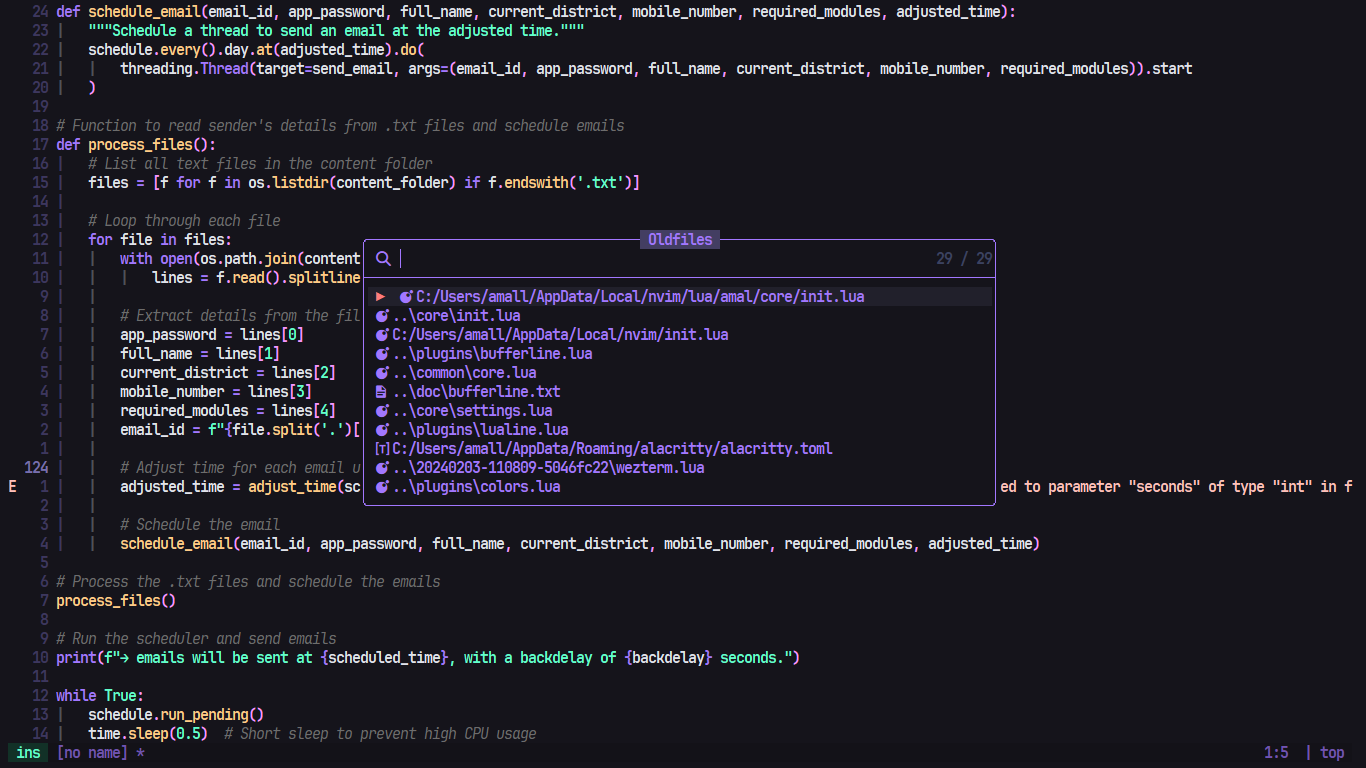 24 def schedule_email(email_id, app_password, full_name, current_district, mobile_number, required_modules, adjusted_time):
23 """Schedule a thread to send an email at the adjusted time."""
22 schedule.every().day.at(adjusted_time).do(
21 threading.Thread(target=send_email, args=(email_id, app_password, full_name, current_district, mobile_number, required_modules)).start
20 )
19
18 # Function to read sender's details from .txt files and schedule emails
17 def process_files():
16 # List all text files in the content folder
15 files = [f for f in os.listdir(content_folder) if f.endswith('.txt')]
14
13 # Loop through each file
12 for file in files:
11 with open(os.path.join(content
10 lines = f.read().splitline
9
8 # Extract details from the fil
7 app_password = lines[0]
6 full_name = lines[1]
5 current_district = lines[2]
4 mobile_number = lines[3]
3 required_modules = lines[4]
2 email_id = f"{file.split('.')[
1
124 # Adjust time for each email u
E 1 adjusted_time = adjust_time(sc ed to parameter "seconds" of type "int" in f
2
3 # Schedule the email
4 schedule_email(email_id, app_password, full_name, current_district, mobile_number, required_modules, adjusted_time)
5
6 # Process the .txt files and schedule the emails
7 process_files()
8
9 # Run the scheduler and send emails
10 print(f"→ emails will be sent at {scheduled_time}, with a backdelay of {backdelay} seconds.")
11
12 while True:
13 schedule.run_pending()
14 time.sleep(0.5) # Short sleep to prevent high CPU usage
Oldfiles
29 / 29
C:/Users/amall/AppData/Local/nvim/lua/amal/core/init.lua
..\core\init.lua
C:/Users/amall/AppData/Local/nvim/init.lua
..\plugins\bufferline.lua
..\common\core.lua
..\doc\bufferline.txt
..\core\settings.lua
..\plugins\lualine.lua
[T] C:/Users/amall/AppData/Roaming/alacritty/alacritty.toml
..\20240203-110809-5046fc22\wezterm.lua
..\plugins\colors.lua
ins [no name] * 1:5 | top